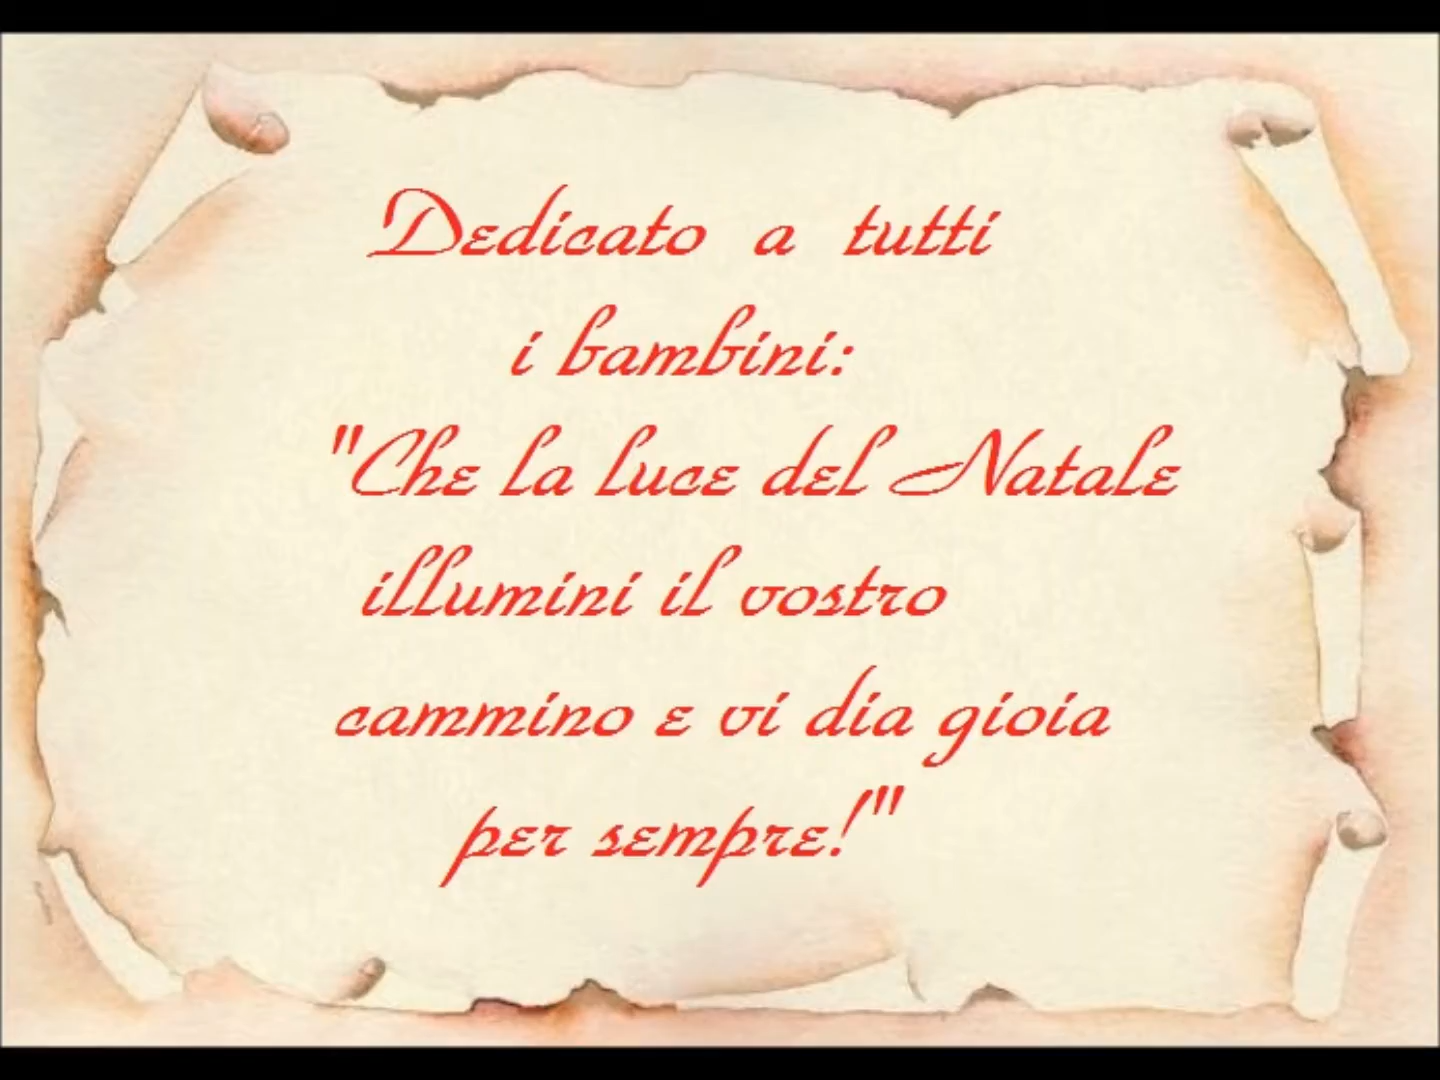 Dedicato a tutti
i bambini:
"Che la luce del Natale
illumini il vostro
cammino e vi dia gioia
per sempre!"